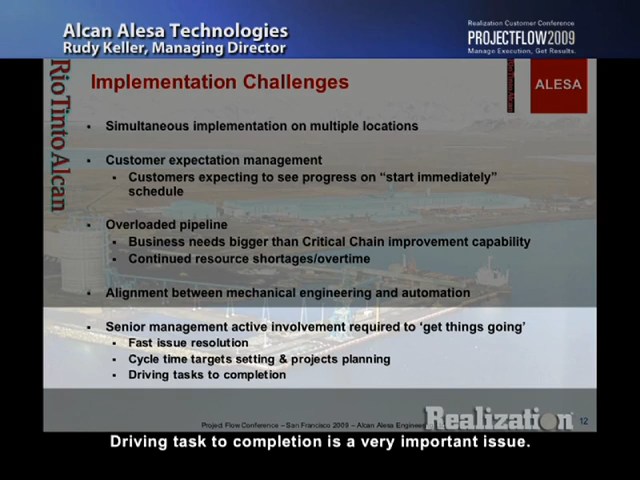 Alcan Alesa Technologies
Rudy Keller, Managing Director
Realization Customer Conference
PROJECTFLOW2009
Manage Execution, Get Results.
RioTintoAlcan
Implementation Challenges
ALESA
▪ Simultaneous implementation on multiple locations
▪ Customer expectation management
▪ Customers expecting to see progress on “start immediately”
schedule
▪ Overloaded pipeline
▪ Business needs bigger than Critical Chain improvement capability
▪ Continued resource shortages/overtime
▪ Alignment between mechanical engineering and automation
▪ Senior management active involvement required to ‘get things going’
▪ Fast issue resolution
▪ Cycle time targets setting & projects planning
▪ Driving tasks to completion
Project Flow Conference – San Francisco 2009 – Alcan Alesa
Realization
12
Driving task to completion is a very important issue.